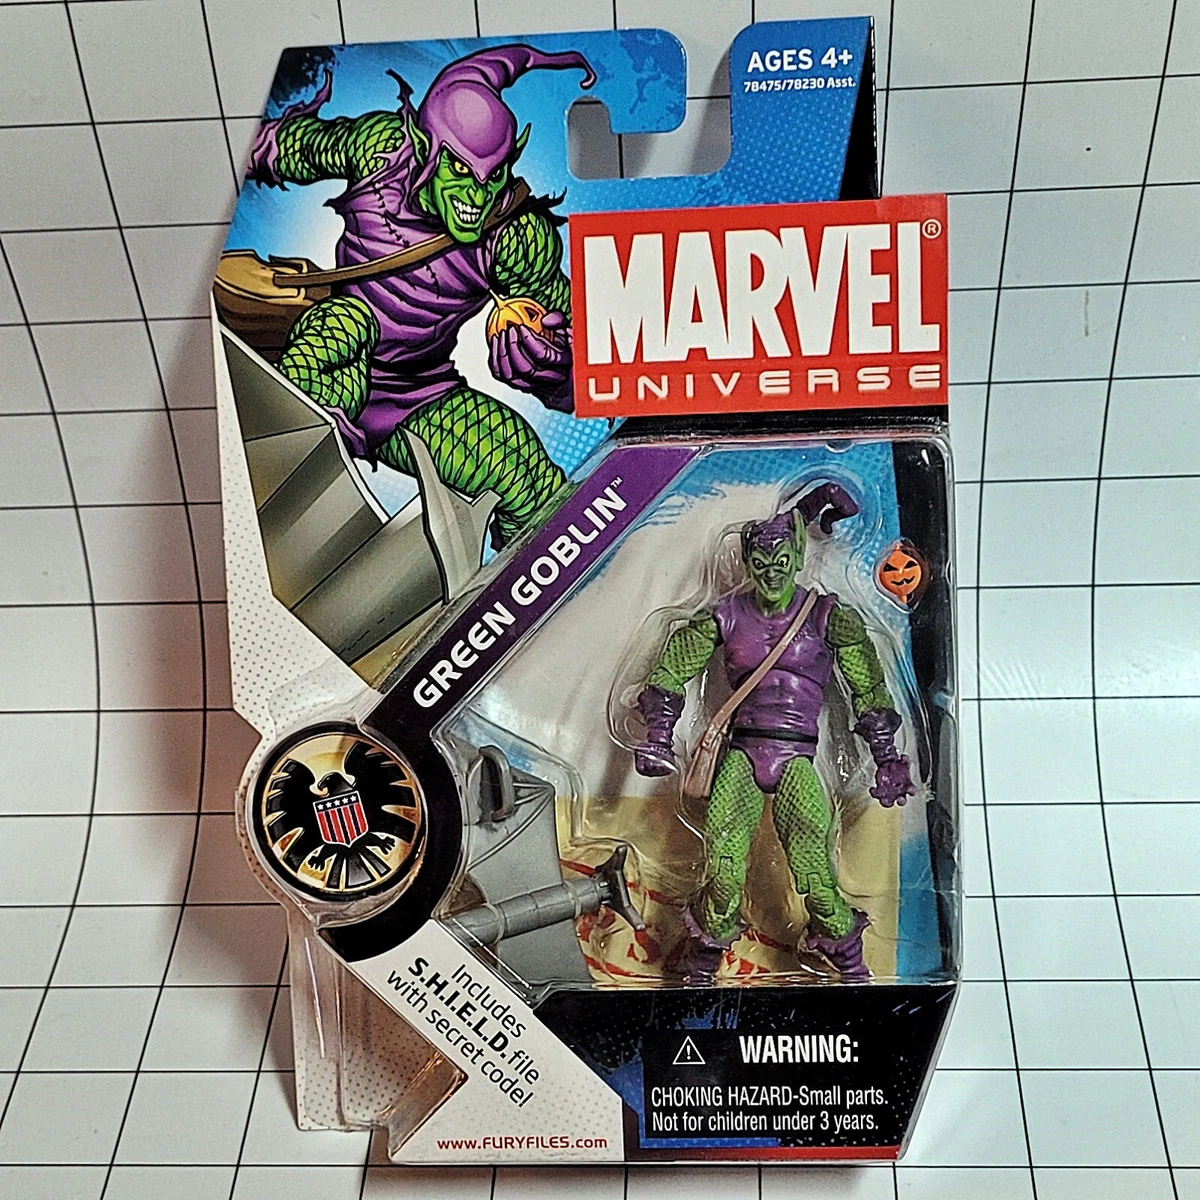 AGES 4+
78475/78230 Asst.
MARVEL®
UNIVERSE
GREEN GOBLIN™
Includes
S.H.I.E.L.D. file
with secret code!
WARNING:
CHOKING HAZARD-Small parts.
Not for children under 3 years.
www.FURYFILES.com